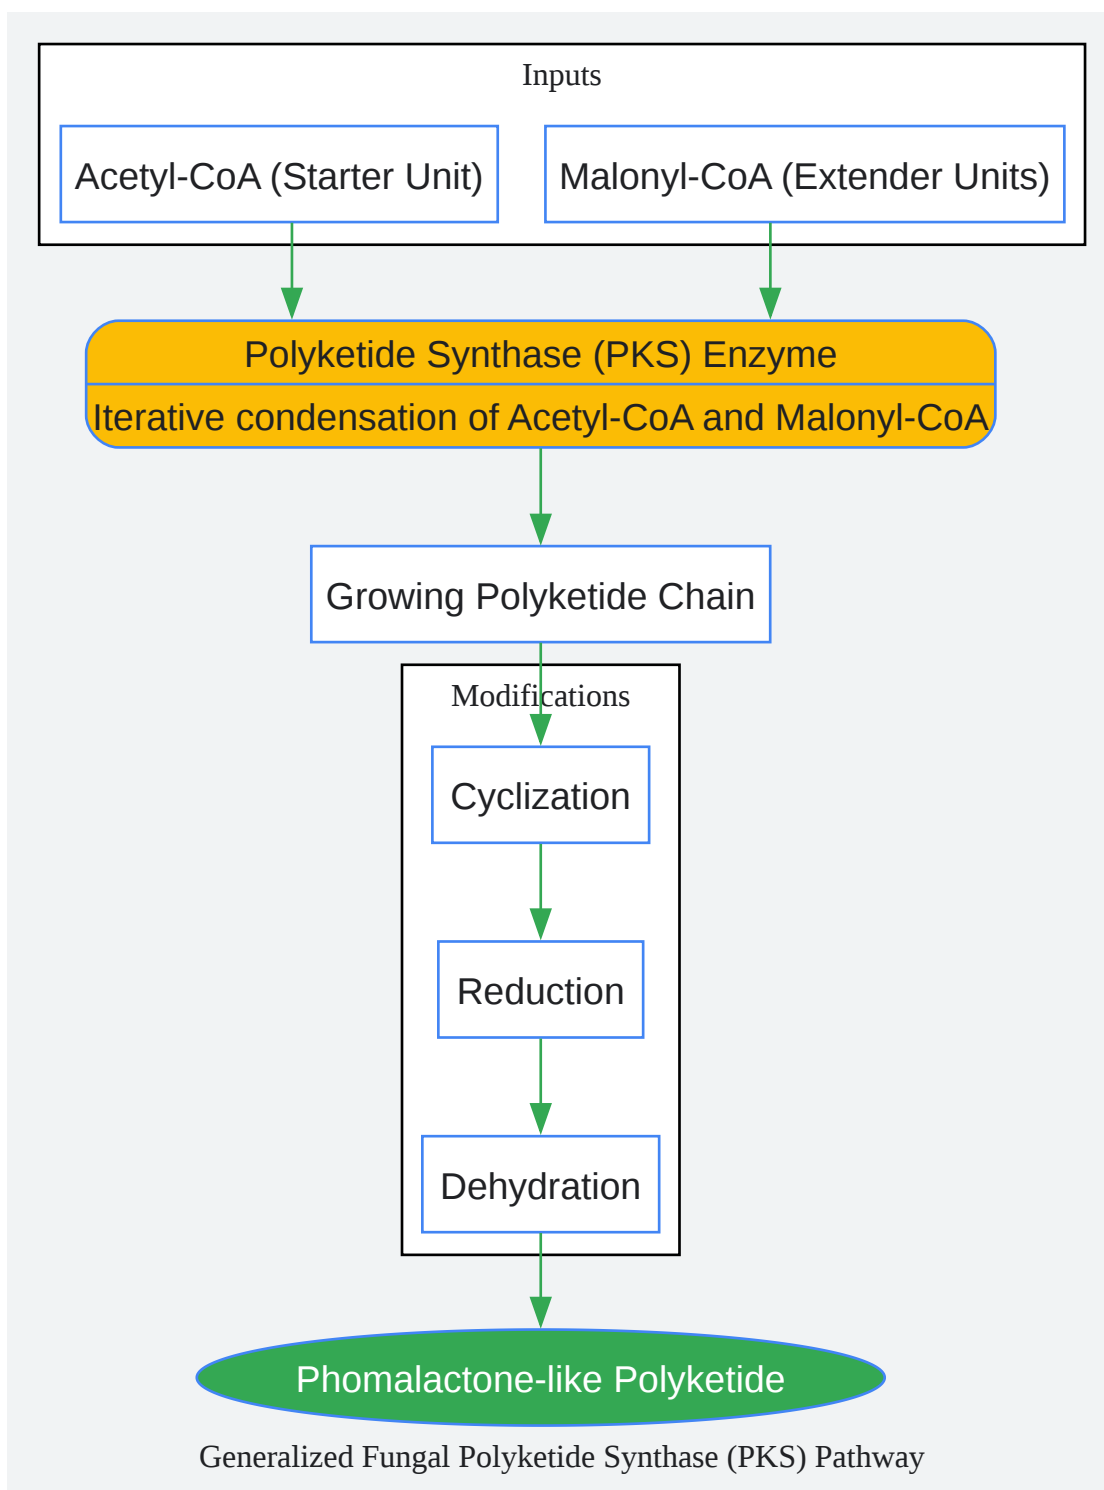 Inputs
Acetyl-CoA (Starter Unit)
Malonyl-CoA (Extender Units)
Polyketide Synthase (PKS) Enzyme
Iterative condensation of Acetyl-CoA and Malonyl-CoA
Growing Polyketide Chain
Modifications
Cyclization
Reduction
Dehydration
Phomalactone-like Polyketide
Generalized Fungal Polyketide Synthase (PKS) Pathway